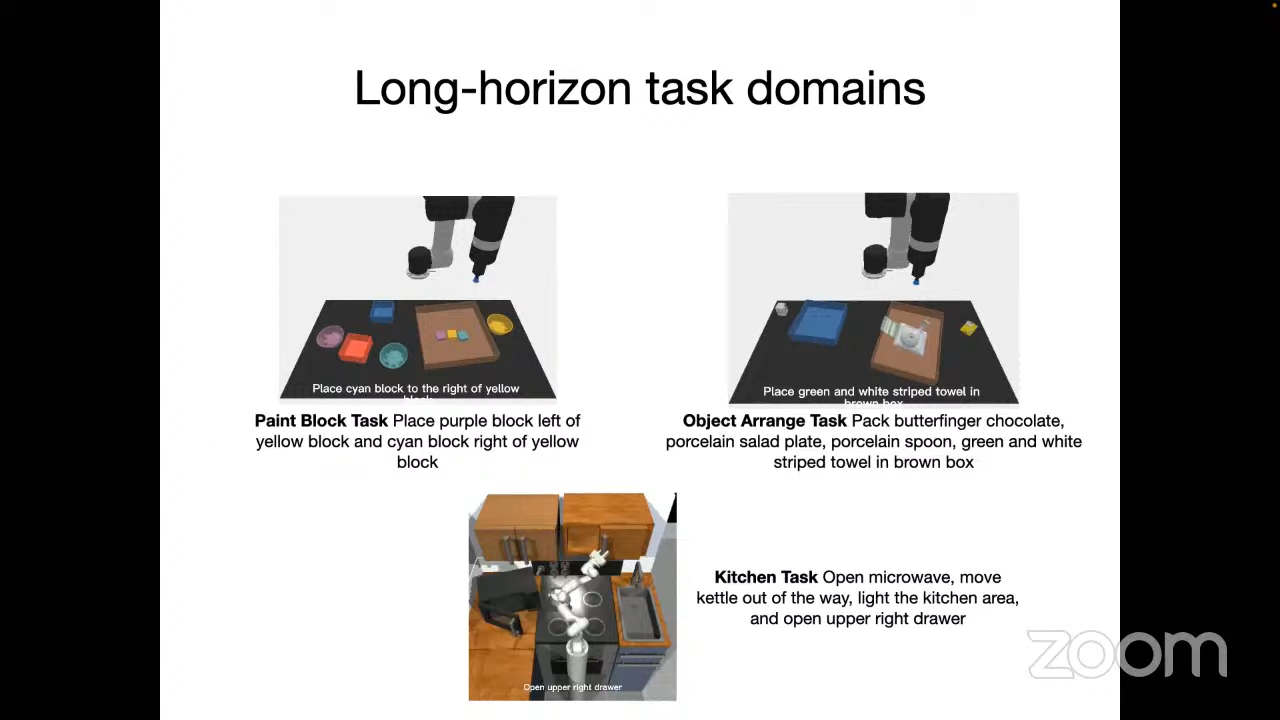 Long-horizon task domains
Place cyan block to the right of yellow
block
Place green and white striped towel in
brown box
Paint Block Task Place purple block left of
yellow block and cyan block right of yellow
block
Object Arrange Task Pack butterfinger chocolate,
porcelain salad plate, porcelain spoon, green and white
striped towel in brown box
Kitchen Task Open microwave, move
kettle out of the way, light the kitchen area,
and open upper right drawer
Open upper right drawer
zoom